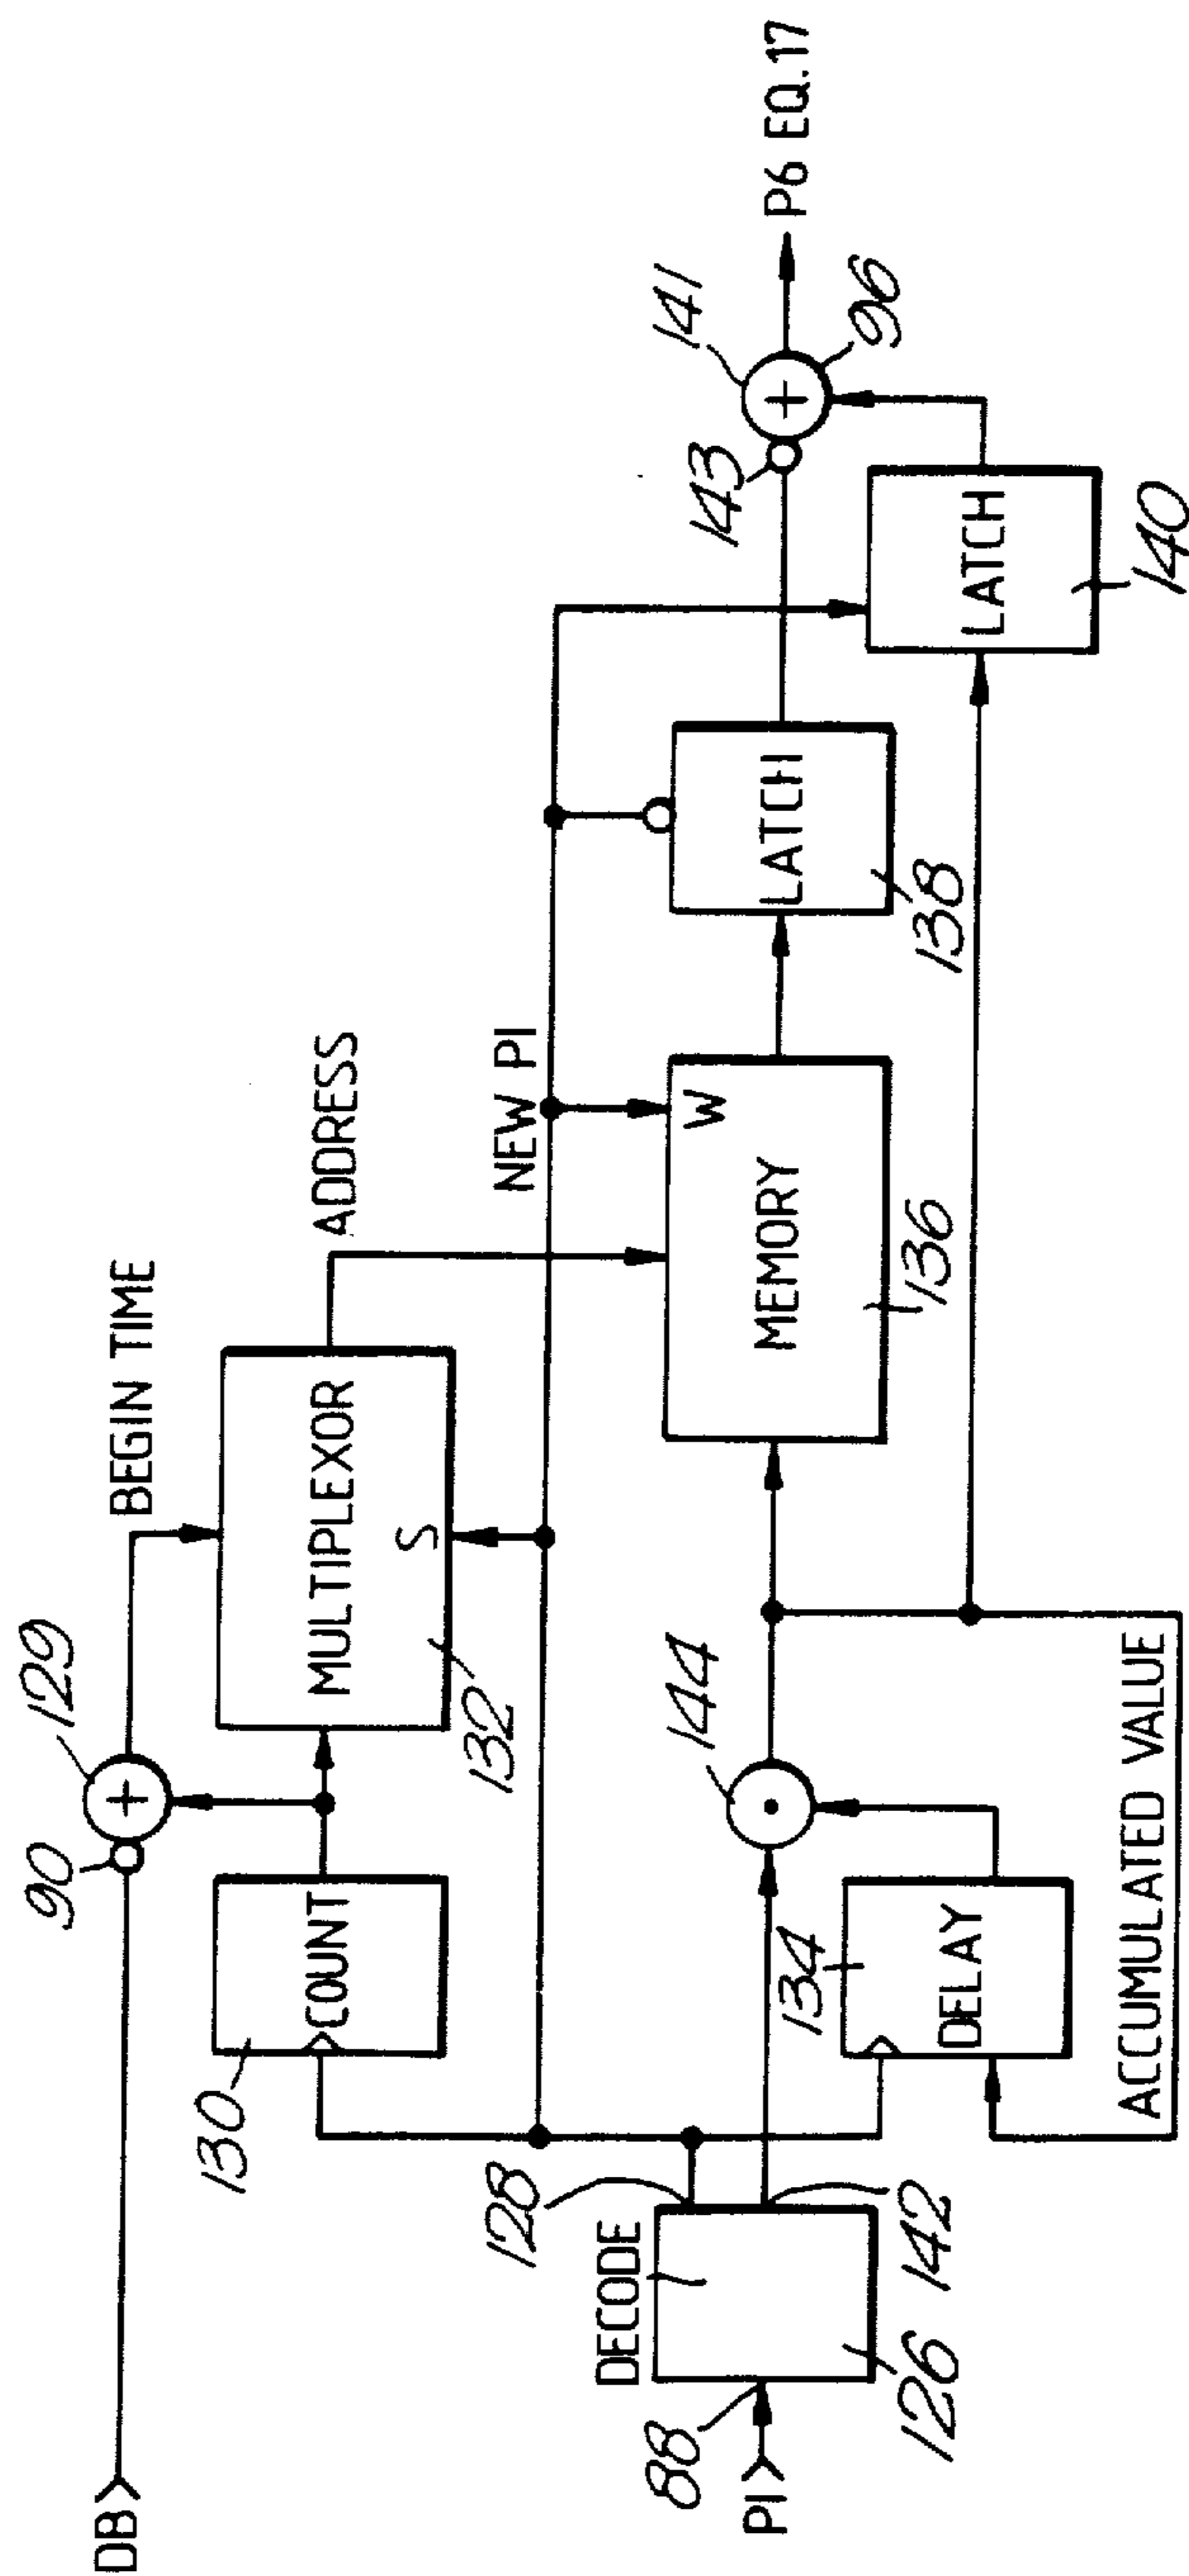 DB
90
129
BEGIN TIME
130
COUNT
MULTIPLEXOR
S
132
ADDRESS
NEW PI
128
DECODE
88
PI
126
142
144
134
DELAY
ACCUMULATED VALUE
MEMORY
W
136
LATCH
138
143
141
96
P6 EQ.17
LATCH
140